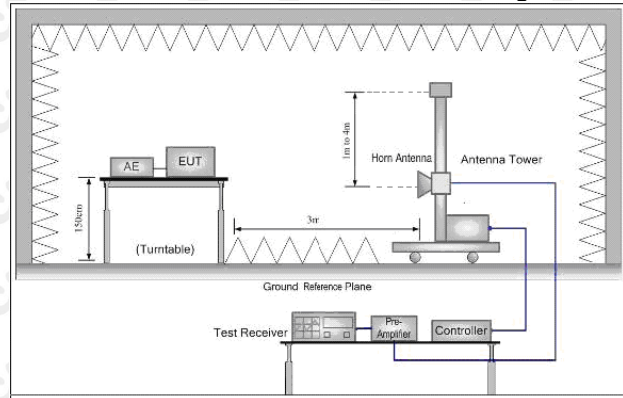 AE
EUT
150cm
(Turntable)
3m
1m to 4m
Horn Antenna
Antenna Tower
Ground Reference Plane
Test Receiver
Pre-
Amplifier
Controller